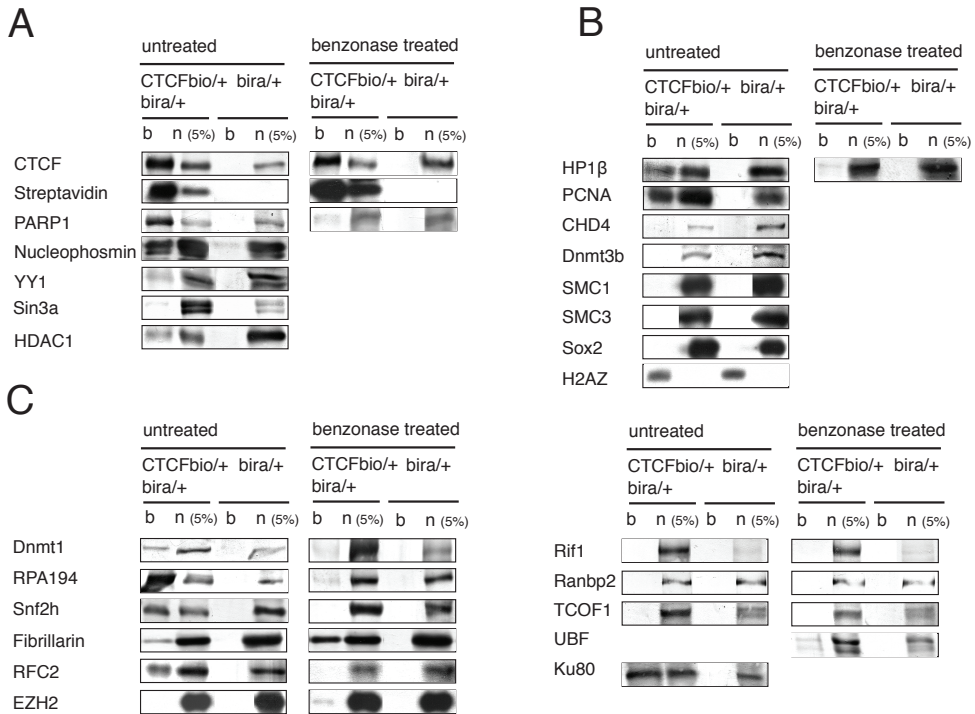 A
untreated
benzonase treated
CTCFbio/+ bira/+
bira/+
CTCFbio/+ bira/+
bira/+
b n (5%) b n (5%)
b n (5%) b n (5%)
CTCF
Streptavidin
PARP1
Nucleophosmin
YY1
Sin3a
HDAC1
B
untreated
benzonase treated
CTCFbio/+ bira/+
bira/+
CTCFbio/+ bira/+
bira/+
b n (5%) b n (5%)
b n (5%) b n (5%)
HP1β
PCNA
CHD4
Dnmt3b
SMC1
SMC3
Sox2
H2AZ
C
untreated
benzonase treated
CTCFbio/+ bira/+
bira/+
CTCFbio/+ bira/+
bira/+
b n (5%) b n (5%)
b n (5%) b n (5%)
Dnmt1
RPA194
Snf2h
Fibrillarin
RFC2
EZH2
untreated
benzonase treated
CTCFbio/+ bira/+
bira/+
CTCFbio/+ bira/+
bira/+
b n (5%) b n (5%)
b n (5%) b n (5%)
Rif1
Ranbp2
TCOF1
UBF
Ku80